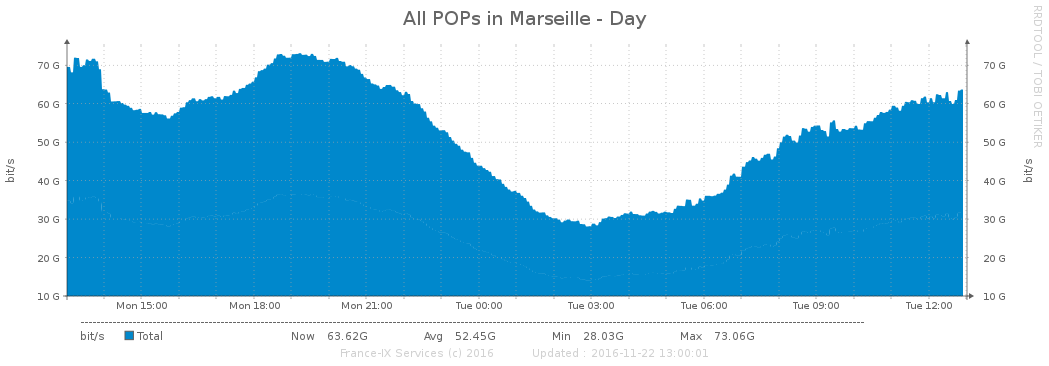 All POPs in Marseille - Day
RRDTOOL / TOBI OETIKER
bit/s
70 G
60 G
50 G
40 G
30 G
20 G
10 G
70 G
60 G
50 G
40 G
30 G
20 G
10 G
bit/s
Mon 15:00 Mon 18:00 Mon 21:00 Tue 00:00 Tue 03:00 Tue 06:00 Tue 09:00 Tue 12:00
bit/s Total Now 63.62G Avg 52.45G Min 28.03G Max 73.06G
France-IX Services (c) 2016 Updated : 2016-11-22 13:00:01